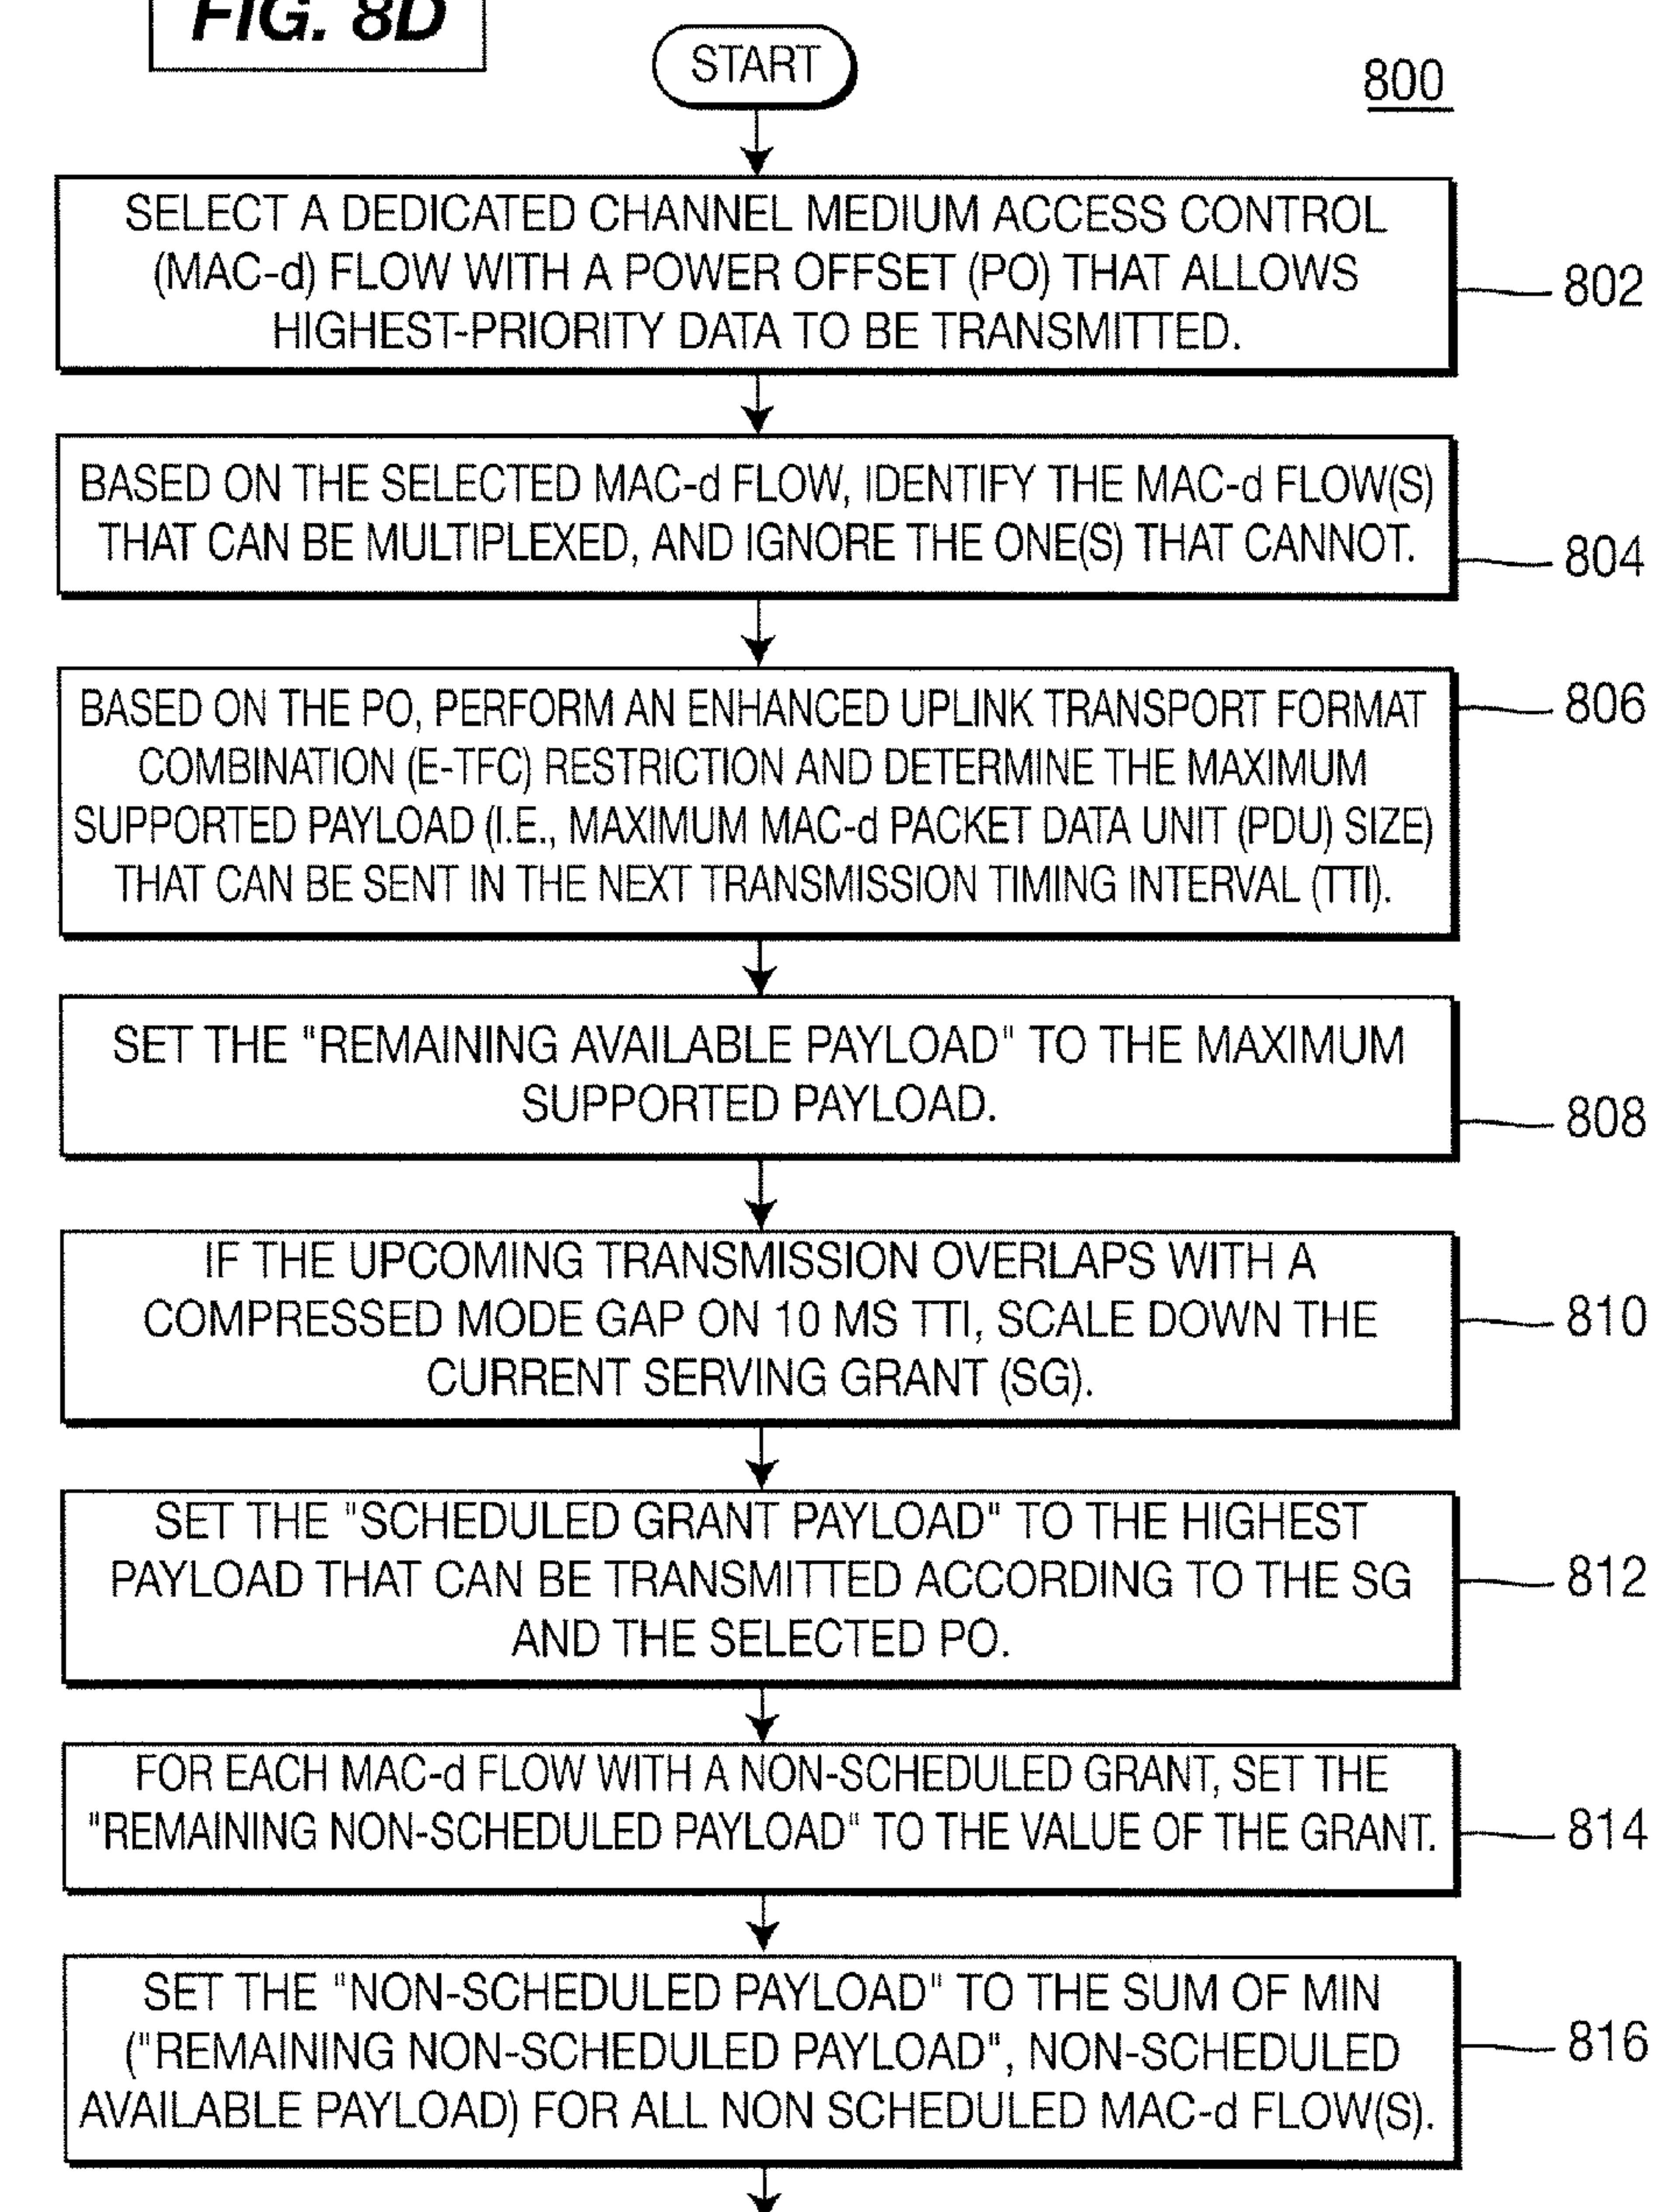 FIG. 8D
START
800
SELECT A DEDICATED CHANNEL MEDIUM ACCESS CONTROL
(MAC-d) FLOW WITH A POWER OFFSET (PO) THAT ALLOWS
HIGHEST-PRIORITY DATA TO BE TRANSMITTED.
802
BASED ON THE SELECTED MAC-d FLOW, IDENTIFY THE MAC-d FLOW(S)
THAT CAN BE MULTIPLEXED, AND IGNORE THE ONE(S) THAT CANNOT.
804
BASED ON THE PO, PERFORM AN ENHANCED UPLINK TRANSPORT FORMAT
COMBINATION (E-TFC) RESTRICTION AND DETERMINE THE MAXIMUM
SUPPORTED PAYLOAD (I.E., MAXIMUM MAC-d PACKET DATA UNIT (PDU) SIZE)
THAT CAN BE SENT IN THE NEXT TRANSMISSION TIMING INTERVAL (TTI).
806
SET THE "REMAINING AVAILABLE PAYLOAD" TO THE MAXIMUM
SUPPORTED PAYLOAD.
808
IF THE UPCOMING TRANSMISSION OVERLAPS WITH A
COMPRESSED MODE GAP ON 10 MS TTI, SCALE DOWN THE
CURRENT SERVING GRANT (SG).
810
SET THE "SCHEDULED GRANT PAYLOAD" TO THE HIGHEST
PAYLOAD THAT CAN BE TRANSMITTED ACCORDING TO THE SG
AND THE SELECTED PO.
812
FOR EACH MAC-d FLOW WITH A NON-SCHEDULED GRANT, SET THE
"REMAINING NON-SCHEDULED PAYLOAD" TO THE VALUE OF THE GRANT.
814
SET THE "NON-SCHEDULED PAYLOAD" TO THE SUM OF MIN
("REMAINING NON-SCHEDULED PAYLOAD", NON-SCHEDULED
AVAILABLE PAYLOAD) FOR ALL NON SCHEDULED MAC-d FLOW(S).
816